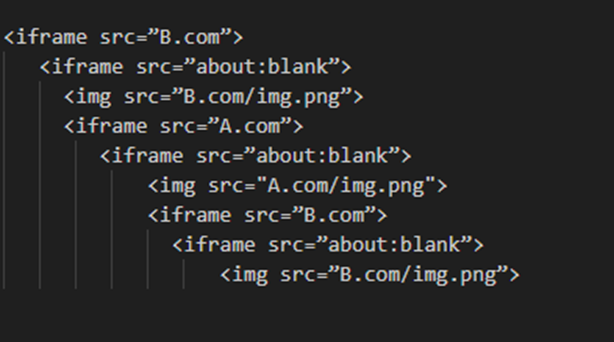 <iframe src=”B.com”>
<iframe src=”about:blank”>
<img src=”B.com/img.png”>
<iframe src=”A.com”>
<iframe src=”about:blank”>
<img src="A.com/img.png">
<iframe src=”B.com”>
<iframe src=”about:blank”>
<img src=”B.com/img.png”>